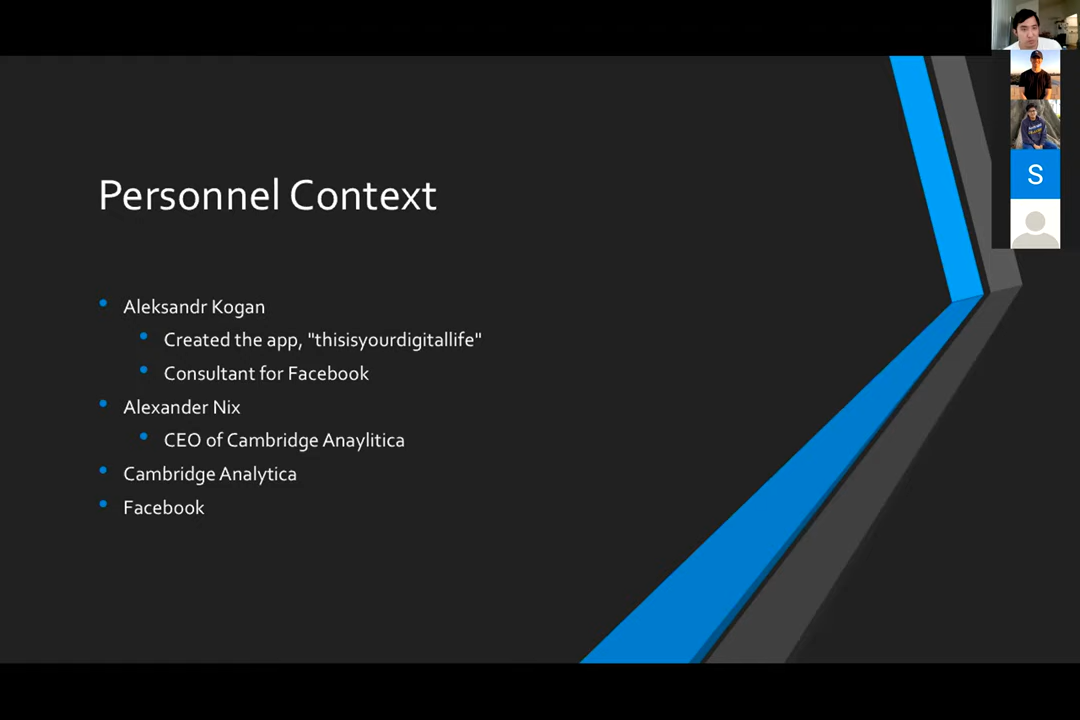 Personnel Context
Aleksandr Kogan
Created the app, "thisisyourdigitallife"
Consultant for Facebook
Alexander Nix
CEO of Cambridge Anaylitica
Cambridge Analytica
Facebook
S